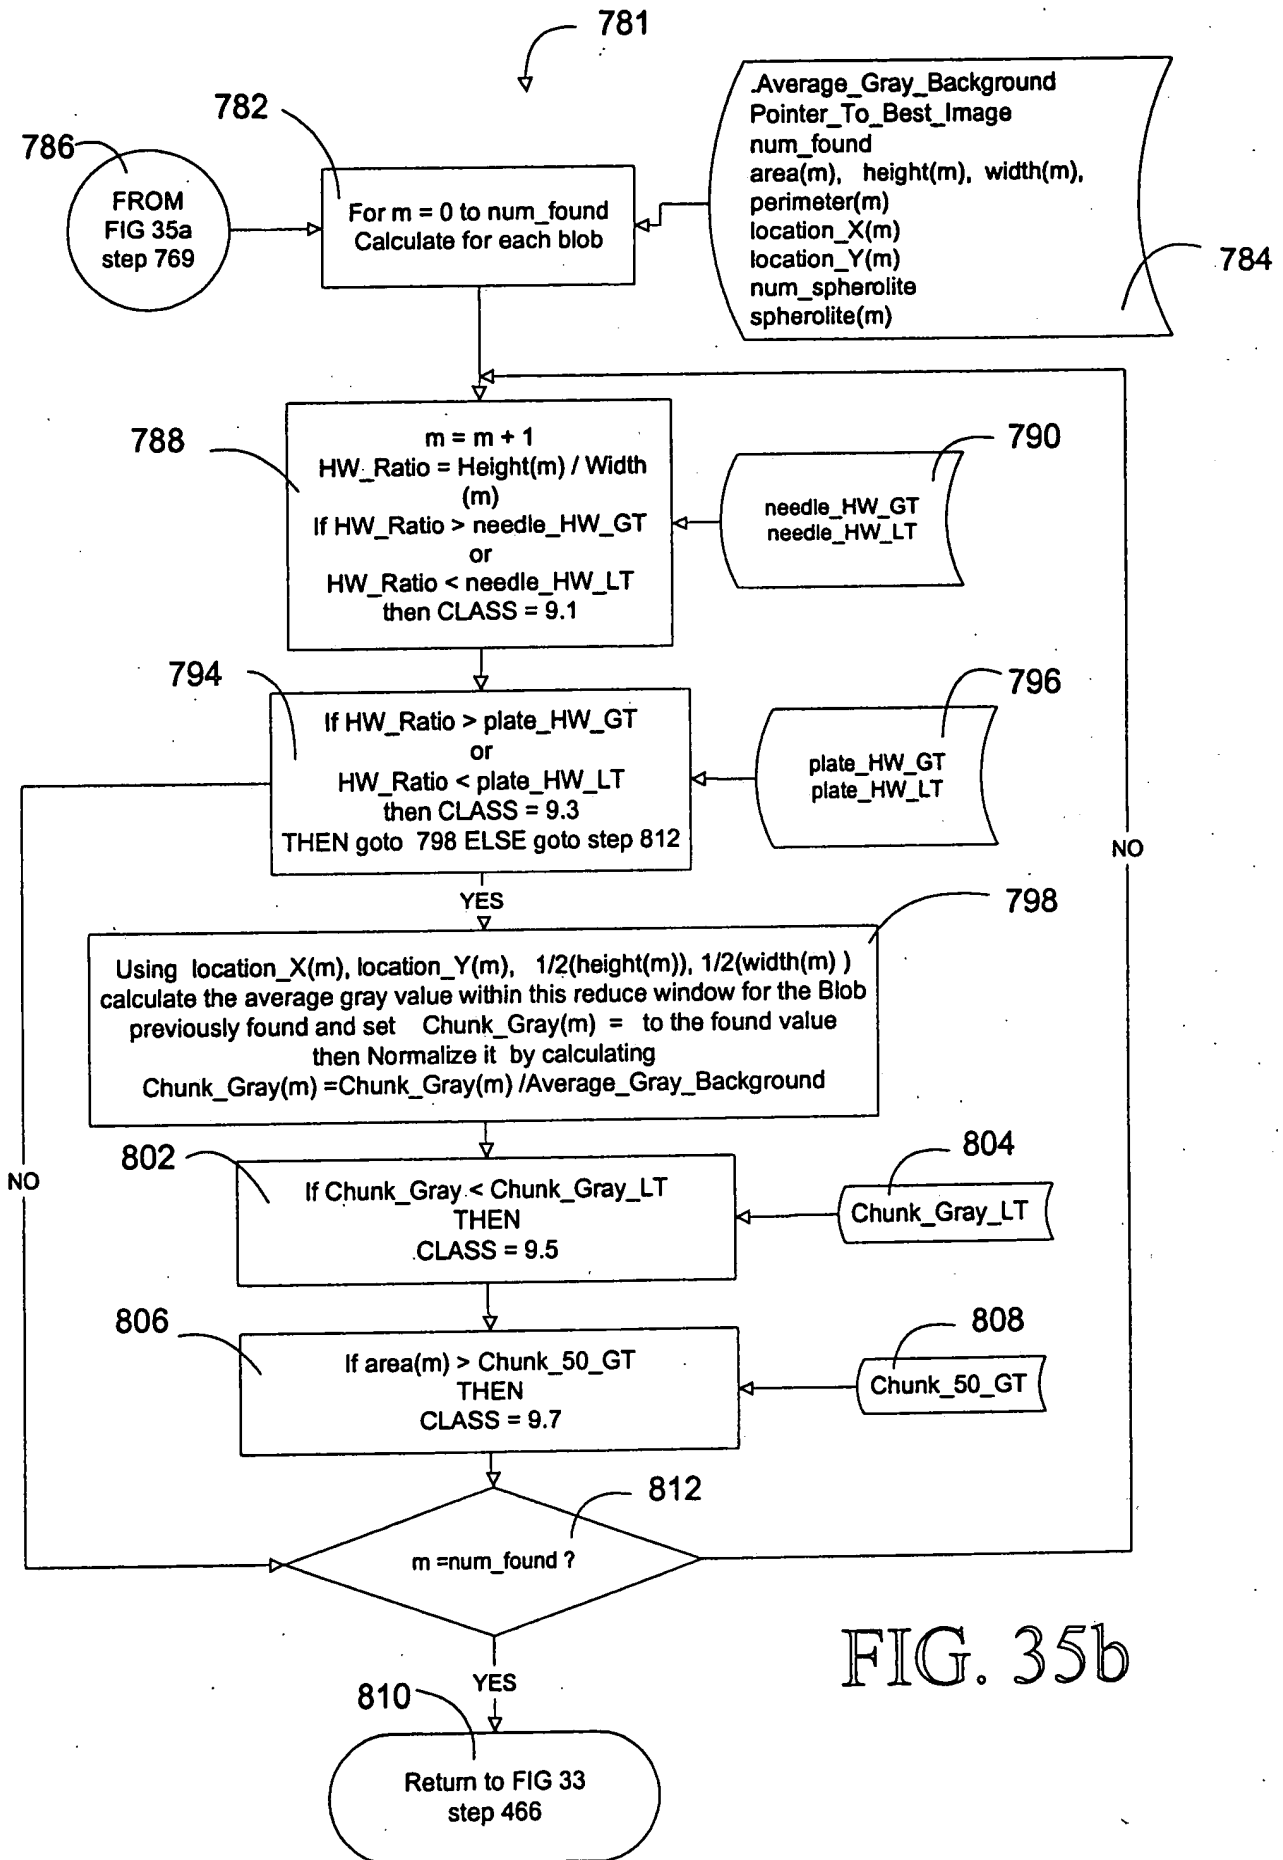 781
782
786
FROM
FIG 35a
step 769
For m = 0 to num_found
Calculate for each blob
.Average_Gray_Background
Pointer_To_Best_Image
num_found
area(m), height(m), width(m),
perimeter(m)
location_X(m)
location_Y(m)
num_spherolite
spherolite(m)
784
788
m = m + 1
HW_Ratio = Height(m) / Width
(m)
If HW_Ratio > needle_HW_GT
or
HW_Ratio < needle_HW_LT
then CLASS = 9.1
790
needle_HW_GT
needle_HW_LT
794
If HW_Ratio > plate_HW_GT
or
HW_Ratio < plate_HW_LT
then CLASS = 9.3
THEN goto 798 ELSE goto step 812
796
plate_HW_GT
plate_HW_LT
NO
YES
798
Using location_X(m), location_Y(m), 1/2(height(m)), 1/2(width(m) )
calculate the average gray value within this reduce window for the Blob
previously found and set Chunk_Gray(m) = to the found value
then Normalize it by calculating
Chunk_Gray(m) =Chunk_Gray(m) /Average_Gray_Background
NO
802
If Chunk_Gray < Chunk_Gray_LT
THEN
CLASS = 9.5
804
Chunk_Gray_LT
806
If area(m) > Chunk_50_GT
THEN
CLASS = 9.7
808
Chunk_50_GT
812
m =num_found ?
YES
810
Return to FIG 33
step 466
FIG. 35b